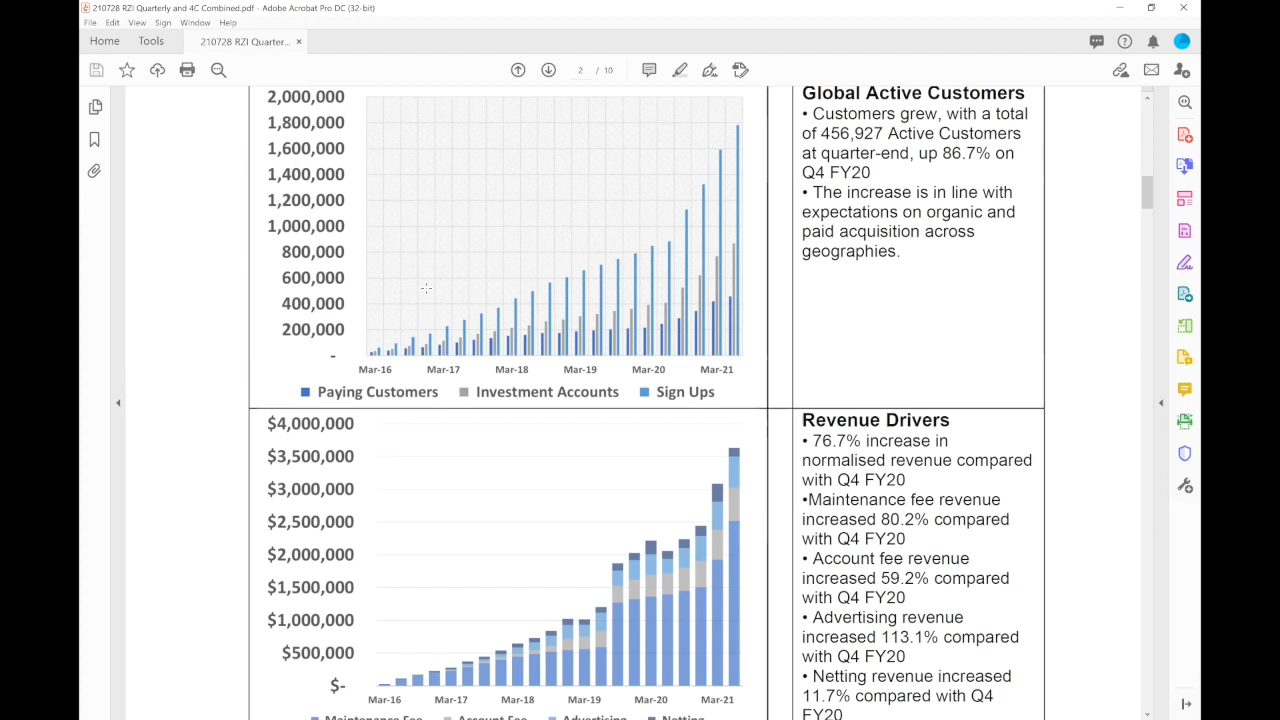 210728 RZI Quarterly and 4C Combined.pdf - Adobe Acrobat Pro DC (32-bit)
File Edit View Sign Window Help
Home Tools 210728 RZI Quarter... ×
2 / 10
2,000,000
1,800,000
1,600,000
1,400,000
1,200,000
1,000,000
800,000
600,000
400,000
200,000
-
Mar-16 Mar-17 Mar-18 Mar-19 Mar-20 Mar-21
Paying Customers Investment Accounts Sign Ups
Global Active Customers
• Customers grew, with a total
of 456,927 Active Customers
at quarter-end, up 86.7% on
Q4 FY20
• The increase is in line with
expectations on organic and
paid acquisition across
geographies.
$4,000,000
$3,500,000
$3,000,000
$2,500,000
$2,000,000
$1,500,000
$1,000,000
$500,000
$-
Mar-16 Mar-17 Mar-18 Mar-19 Mar-20 Mar-21
Maintenance Fee Account Fee Advertising Netting
Revenue Drivers
• 76.7% increase in
normalised revenue compared
with Q4 FY20
•Maintenance fee revenue
increased 80.2% compared
with Q4 FY20
• Account fee revenue
increased 59.2% compared
with Q4 FY20
• Advertising revenue
increased 113.1% compared
with Q4 FY20
• Netting revenue increased
11.7% compared with Q4
FY20